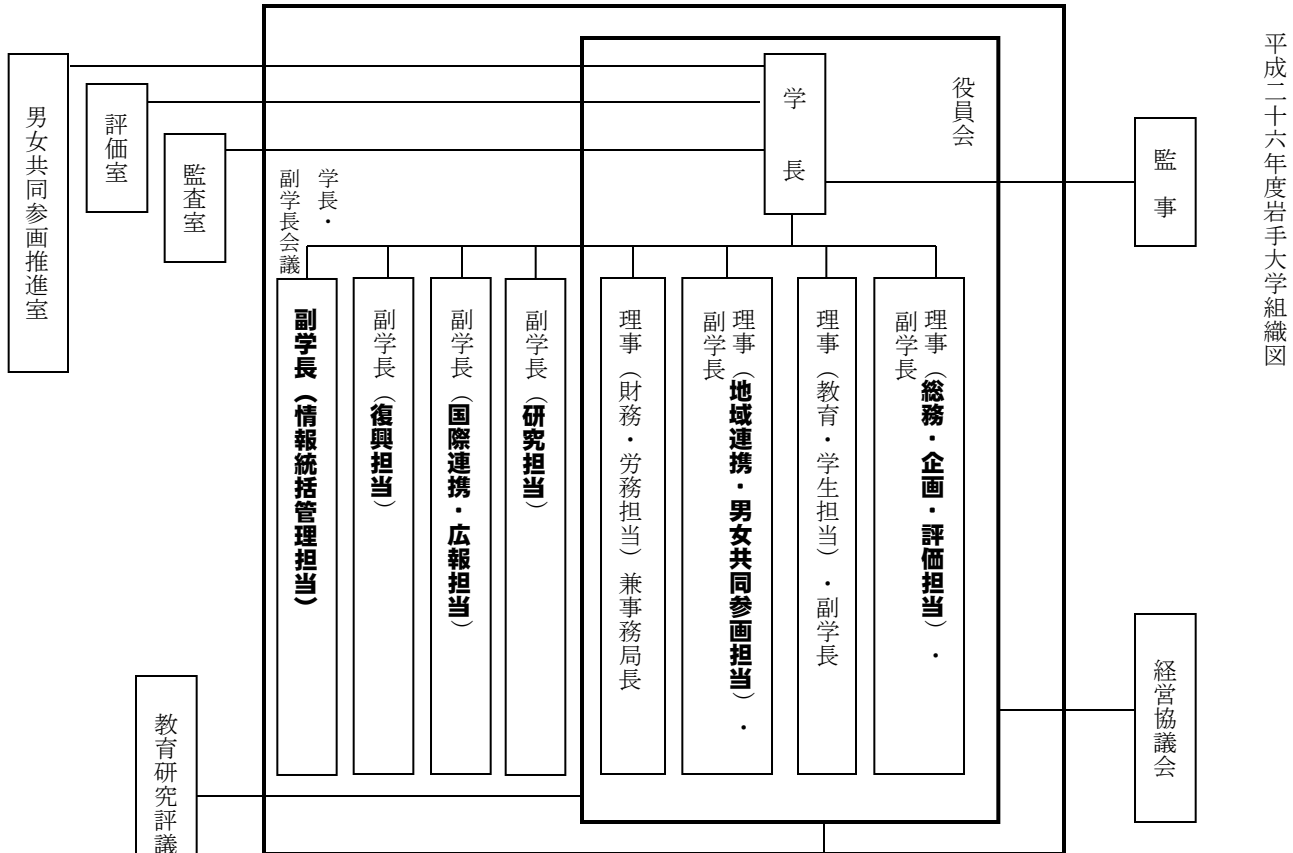 平成二十六年度岩手大学組織図
監事
経営協議会
役員会
学長
理事（総務・企画・評価担当）・
副学長
理事（教育・学生担当）・副学長
理事（地域連携・男女共同参画担当）・
副学長
理事（財務・労務担当）兼事務局長
副学長（研究担当）
副学長（国際連携・広報担当）
副学長（復興担当）
副学長（情報統括管理担当）
学長・
副学長会議
監査室
評価室
男女共同参画推進室
教育研究評議